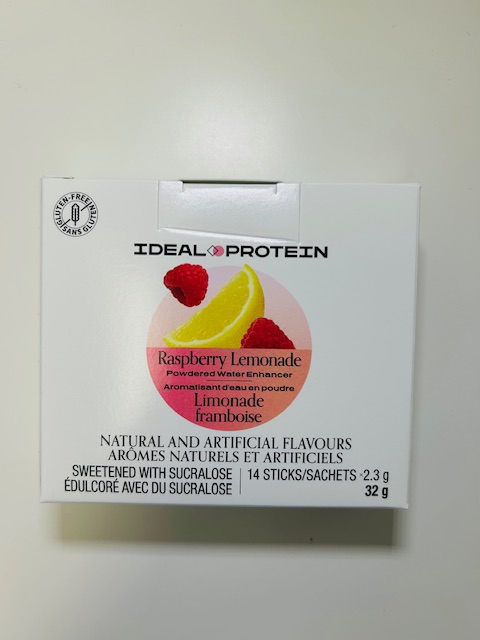 GLUTEN-FREE
SANS GLUTEN
IDEAL PROTEIN
Raspberry Lemonade
Powdered Water Enhancer
Aromatisant d'eau en poudre
Limonade
framboise
NATURAL AND ARTIFICIAL FLAVOURS
ARÔMES NATURELS ET ARTIFICIELS
SWEETENED WITH SUCRALOSE | 14 STICKS/SACHETS × 2.3 g
ÉDULCORÉ AVEC DU SUCRALOSE | 32 g